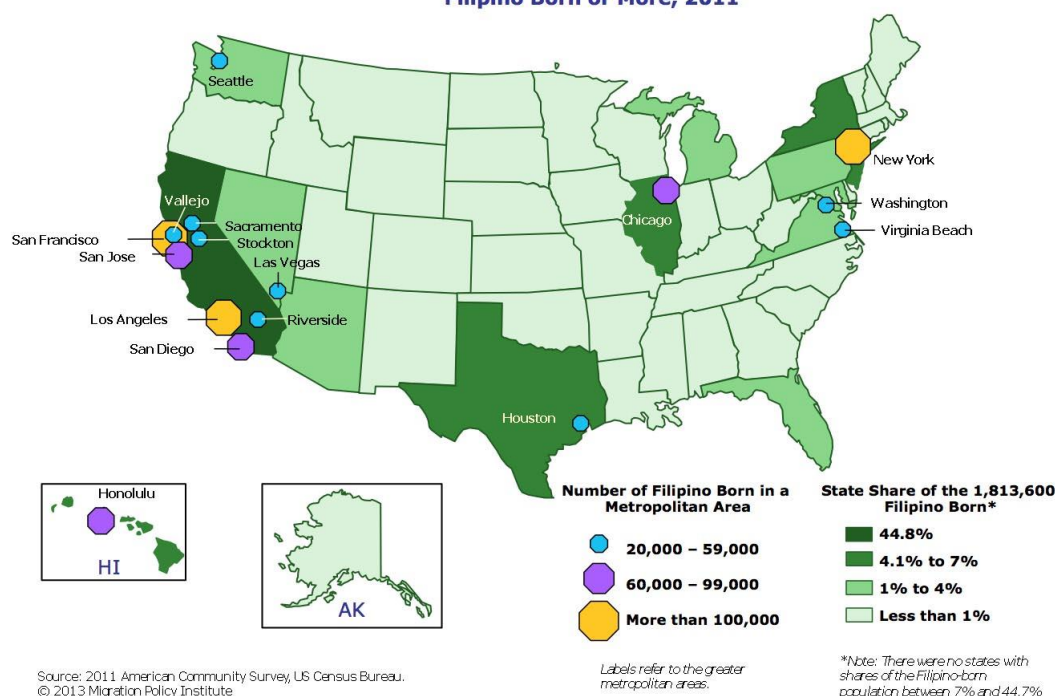 Filipino Born or More, 2011
Seattle
Vallejo
Sacramento
San Francisco
Stockton
San Jose
Las Vegas
Los Angeles
Riverside
San Diego
Chicago
New York
Washington
Virginia Beach
Houston
Honolulu
HI
AK
Number of Filipino Born in a
Metropolitan Area
20,000 – 59,000
60,000 – 99,000
More than 100,000
Labels refer to the greater
metropolitan areas.
State Share of the 1,813,600
Filipino Born*
44.8%
4.1% to 7%
1% to 4%
Less than 1%
*Note: There were no states with
shares of the Filipino-born
population between 7% and 44.7%
Source: 2011 American Community Survey, US Census Bureau.
© 2013 Migration Policy Institute